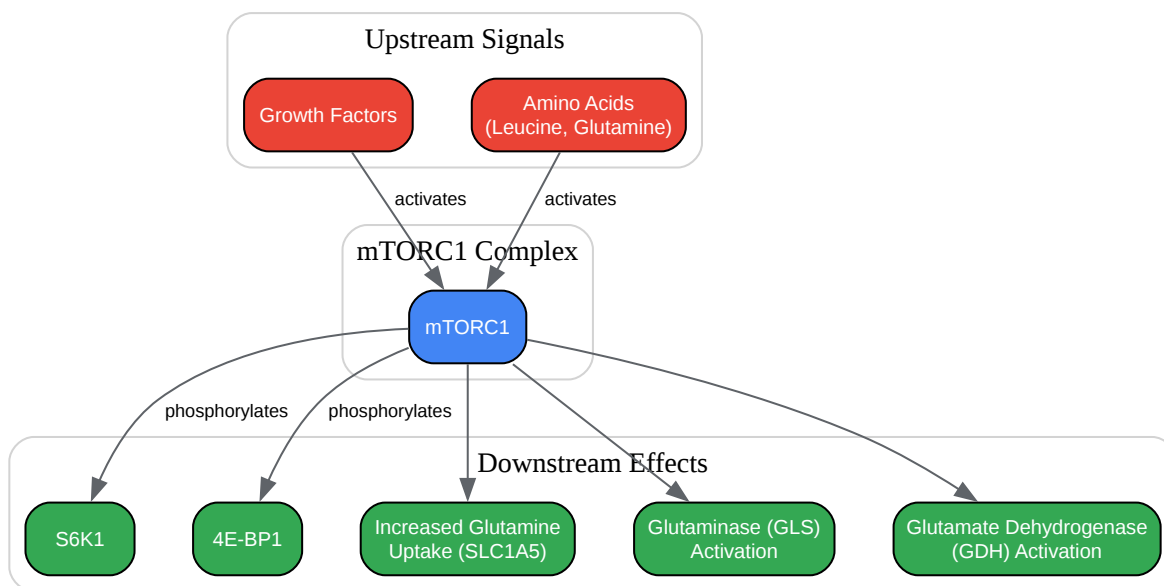 Upstream Signals
Growth Factors
Amino Acids
(Leucine, Glutamine)
activates
activates
mTORC1 Complex
mTORC1
phosphorylates
phosphorylates
Downstream Effects
S6K1
4E-BP1
Increased Glutamine
Uptake (SLC1A5)
Glutaminase (GLS)
Activation
Glutamate Dehydrogenase
(GDH) Activation